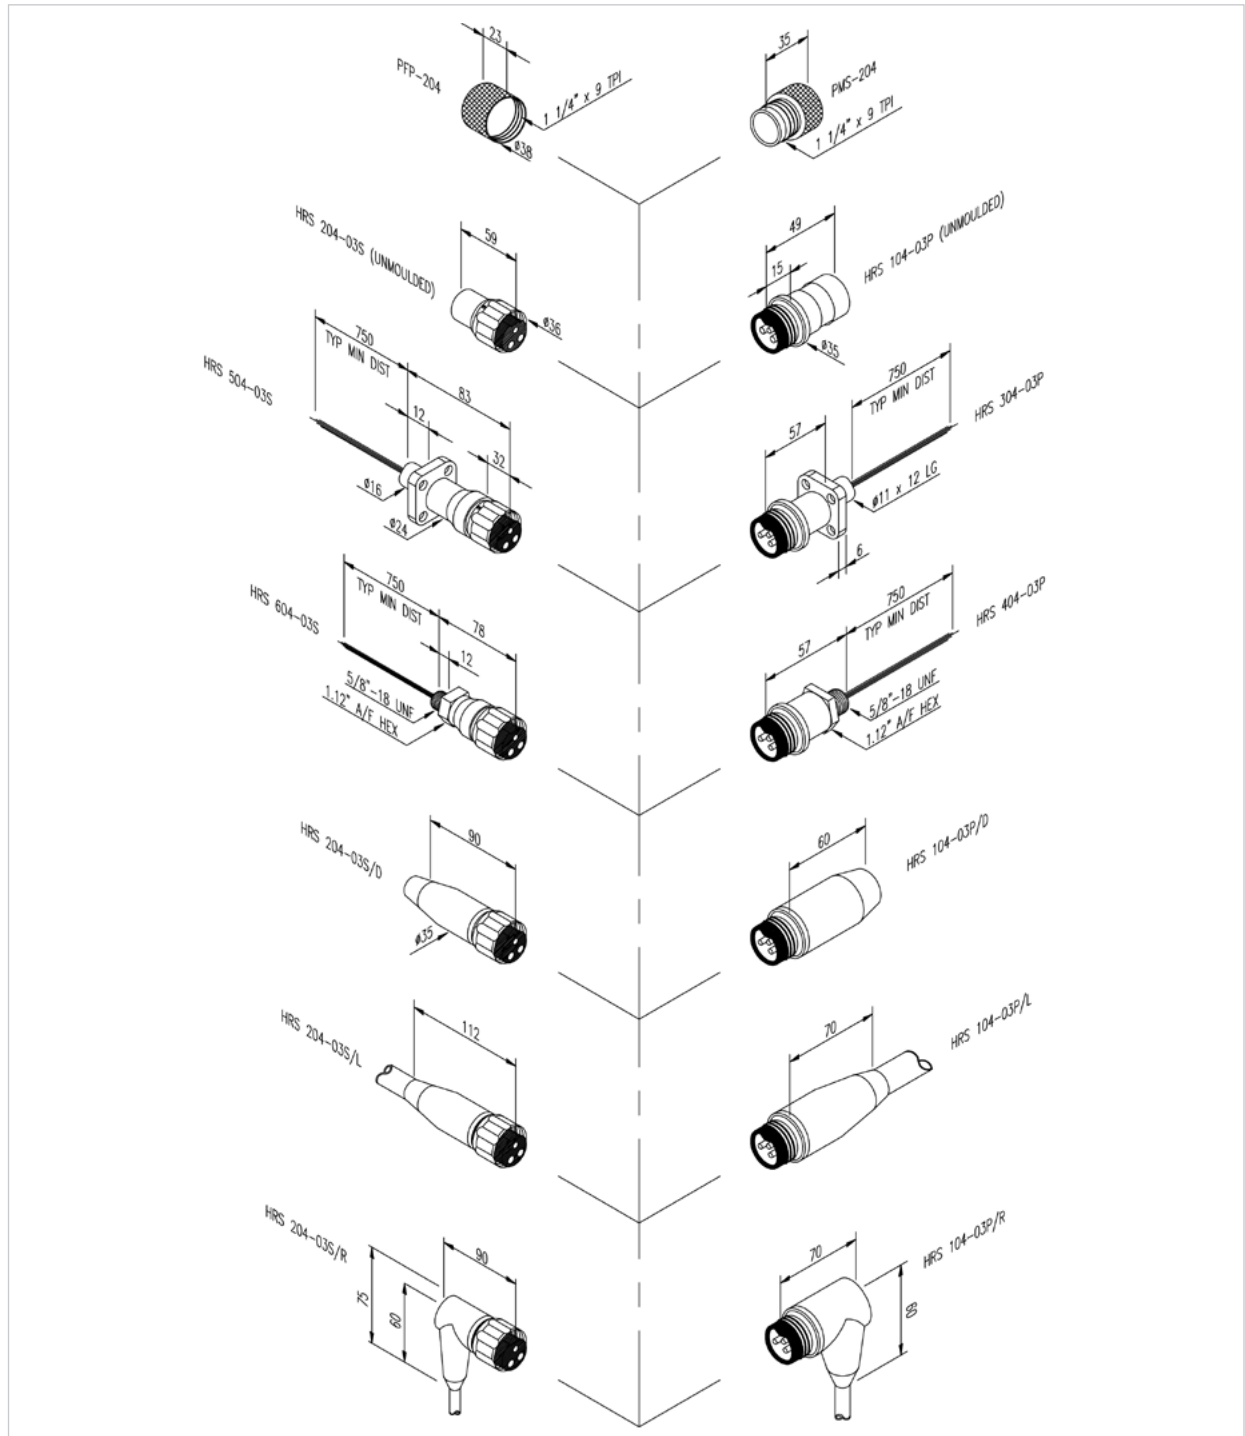 23
PFP-204
1 1/4" x 9 TPI
ø38
35
PMS-204
1 1/4" x 9 TPI
HRS 204-03S (UNMOULDED)
59
ø36
49
15
HRS 104-03P (UNMOULDED)
ø35
HRS 504-03S
750
TYP MIN DIST
83
12
32
ø16
ø24
57
750
TYP MIN DIST
HRS 304-03P
ø11 x 12 LG
6
HRS 604-03S
750
TYP MIN DIST
78
12
5/8"-18 UNF
1.12" A/F HEX
57
750
TYP MIN DIST
HRS 404-03P
5/8"-18 UNF
1.12" A/F HEX
HRS 204-03S/D
90
ø35
60
HRS 104-03P/D
HRS 204-03S/L
112
70
HRS 104-03P/L
HRS 204-03S/R
90
75
60
70
HRS 104-03P/R
60